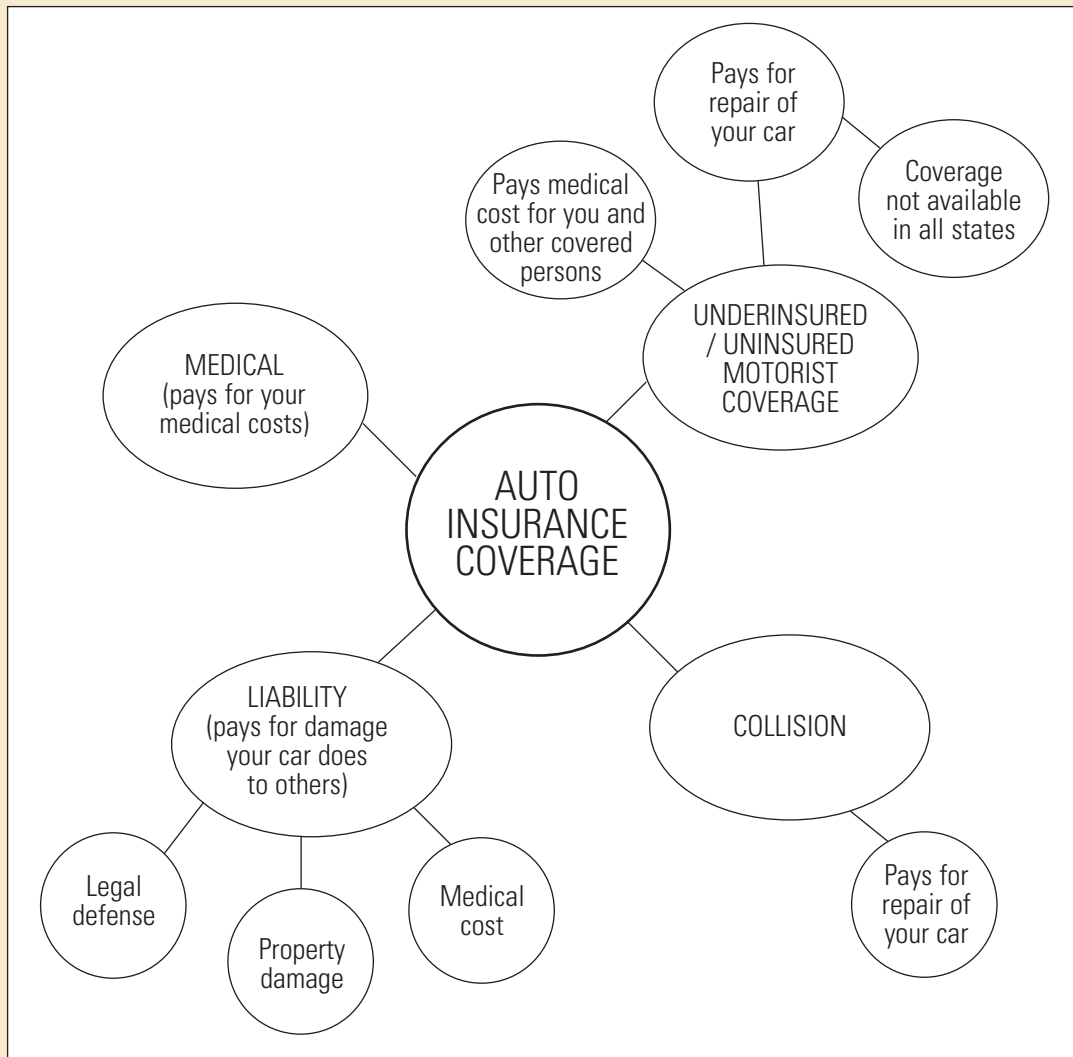 Pays for
repair of
your car
Coverage
not available
in all states
Pays medical
cost for you and
other covered
persons
UNDERINSURED
/ UNINSURED
MOTORIST
COVERAGE
MEDICAL
(pays for your
medical costs)
AUTO
INSURANCE
COVERAGE
LIABILITY
(pays for damage
your car does
to others)
COLLISION
Legal
defense
Property
damage
Medical
cost
Pays for
repair of
your car